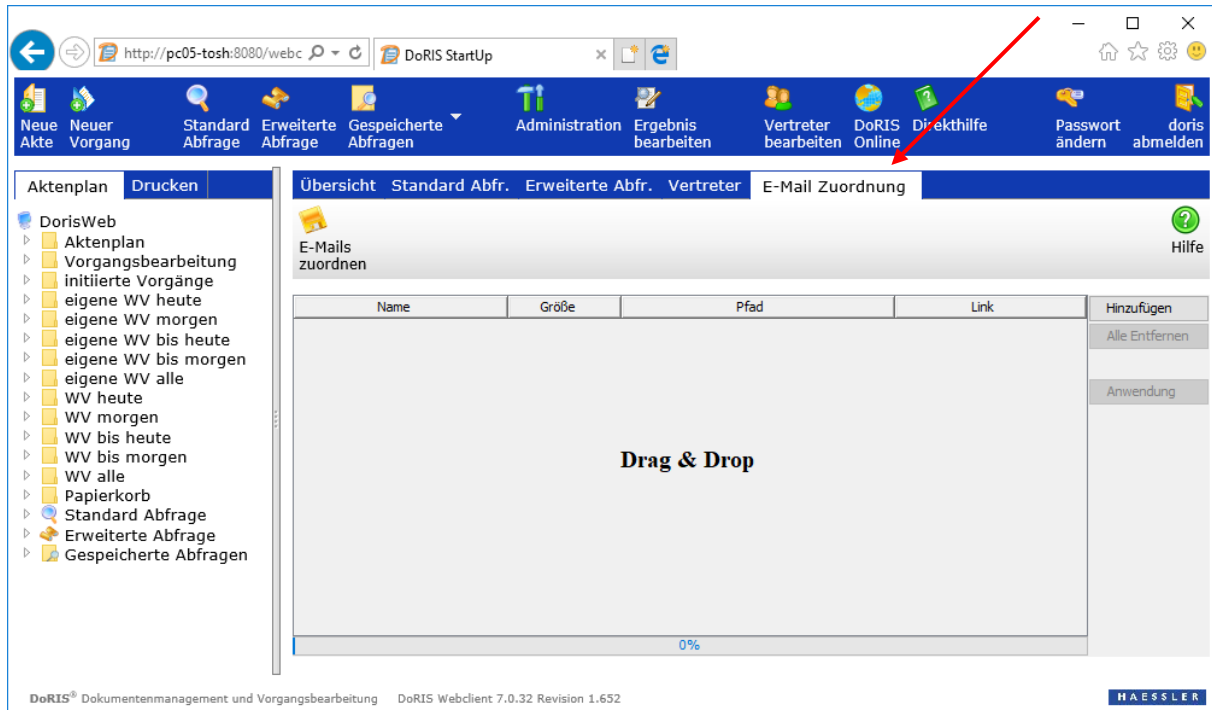 http://pc05-tosh:8080/webc
DoRIS StartUp
Neue Akte
Neuer Vorgang
Standard Abfrage
Erweiterte Abfrage
Gespeicherte Abfragen
Administration
Ergebnis bearbeiten
Vertreter bearbeiten
DoRIS Online
Direkthilfe
Passwort ändern
doris abmelden
Aktenplan Drucken
Übersicht Standard Abfr. Erweiterte Abfr. Vertreter E-Mail Zuordnung
DorisWeb
Aktenplan
Vorgangsbearbeitung
initiierte Vorgänge
eigene WV heute
eigene WV morgen
eigene WV bis heute
eigene WV bis morgen
eigene WV alle
WV heute
WV morgen
WV bis heute
WV bis morgen
WV alle
Papierkorb
Standard Abfrage
Erweiterte Abfrage
Gespeicherte Abfragen
E-Mails
zuordnen
Hilfe
Name Größe Pfad Link
Hinzufügen
Alle Entfernen
Anwendung
Drag & Drop
0%
DoRIS® Dokumentenmanagement und Vorgangsbearbeitung DoRIS Webclient 7.0.32 Revision 1.652
HAESSLER